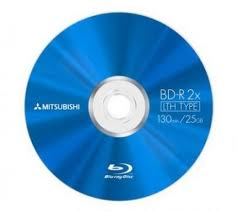 BD-R 2x
LTH TYPE
130min/25GB
MITSUBISHI
Blu-ray Disc